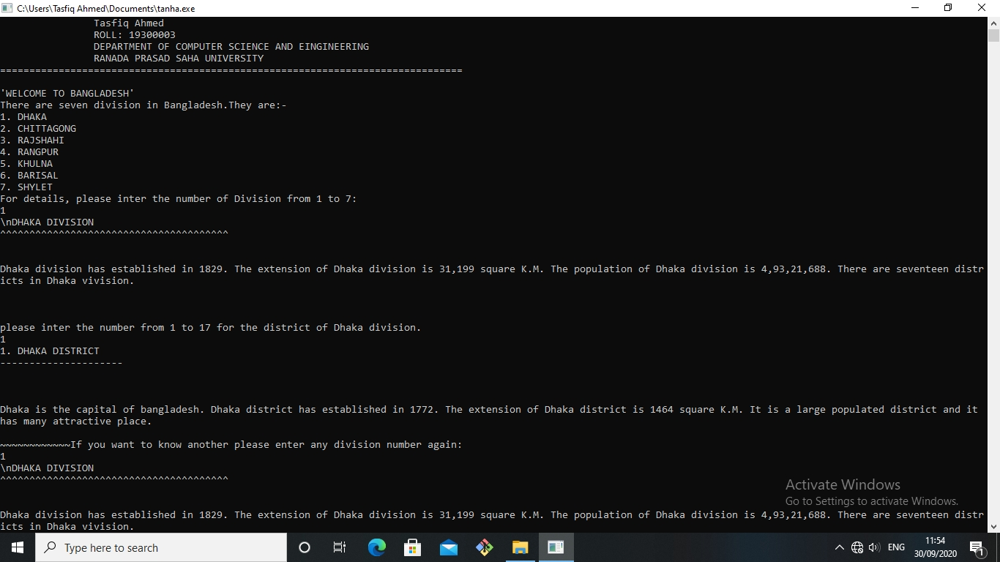 C:\Users\Tasfiq Ahmed\Documents\tanha.exe
Tasfiq Ahmed
ROLL: 19300003
DEPARTMENT OF COMPUTER SCIENCE AND EINGINEERING
RANADA PRASAD SAHA UNIVERSITY
===============================================================================
'WELCOME TO BANGLADESH'
There are seven division in Bangladesh.They are:-
1. DHAKA
2. CHITTAGONG
3. RAJSHAHI
4. RANGPUR
5. KHULNA
6. BARISAL
7. SHYLET
For details, please inter the number of Division from 1 to 7:
1
\nDHAKA DIVISION
^^^^^^^^^^^^^^^^^^^^^^^^^^^^^^^^^^^^^^^
Dhaka division has established in 1829. The extension of Dhaka division is 31,199 square K.M. The population of Dhaka division is 4,93,21,688. There are seventeen distr
icts in Dhaka vivision.
please inter the number from 1 to 17 for the district of Dhaka division.
1
1. DHAKA DISTRICT
---------------------
Dhaka is the capital of bangladesh. Dhaka district has established in 1772. The extension of Dhaka district is 1464 square K.M. It is a large populated district and it
has many attractive place.
~~~~~~~~~~~~If you want to know another please enter any division number again:
1
\nDHAKA DIVISION
^^^^^^^^^^^^^^^^^^^^^^^^^^^^^^^^^^^^^^^
Dhaka division has established in 1829. The extension of Dhaka division is 31,199 square K.M. The population of Dhaka division is 4,93,21,688. There are seventeen distr
icts in Dhaka vivision.
Activate Windows
Go to Settings to activate Windows.
Type here to search
ENG
11:54
30/09/2020
1